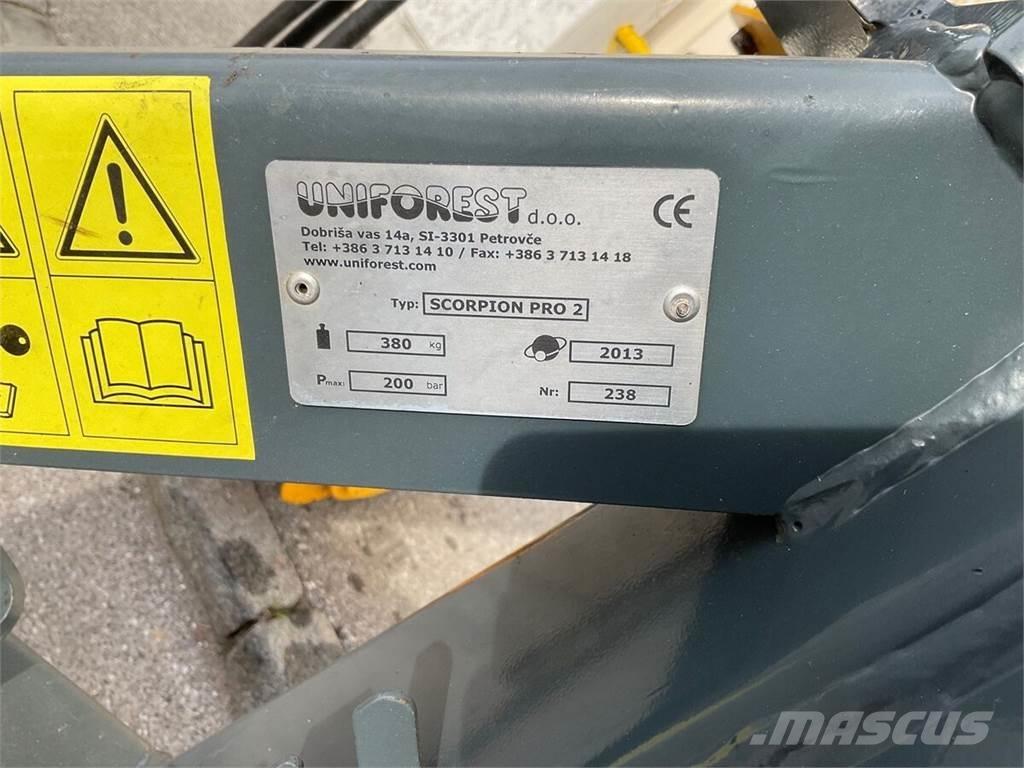 UNIFOREST d.o.o.
CE
Dobriša vas 14a, SI-3301 Petrovče
Tel: +386 3 713 14 10 / Fax: +386 3 713 14 18
www.uniforest.com
Typ: SCORPION PRO 2
380 kg
2013
Pmax: 200 bar
Nr: 238
MASCUS